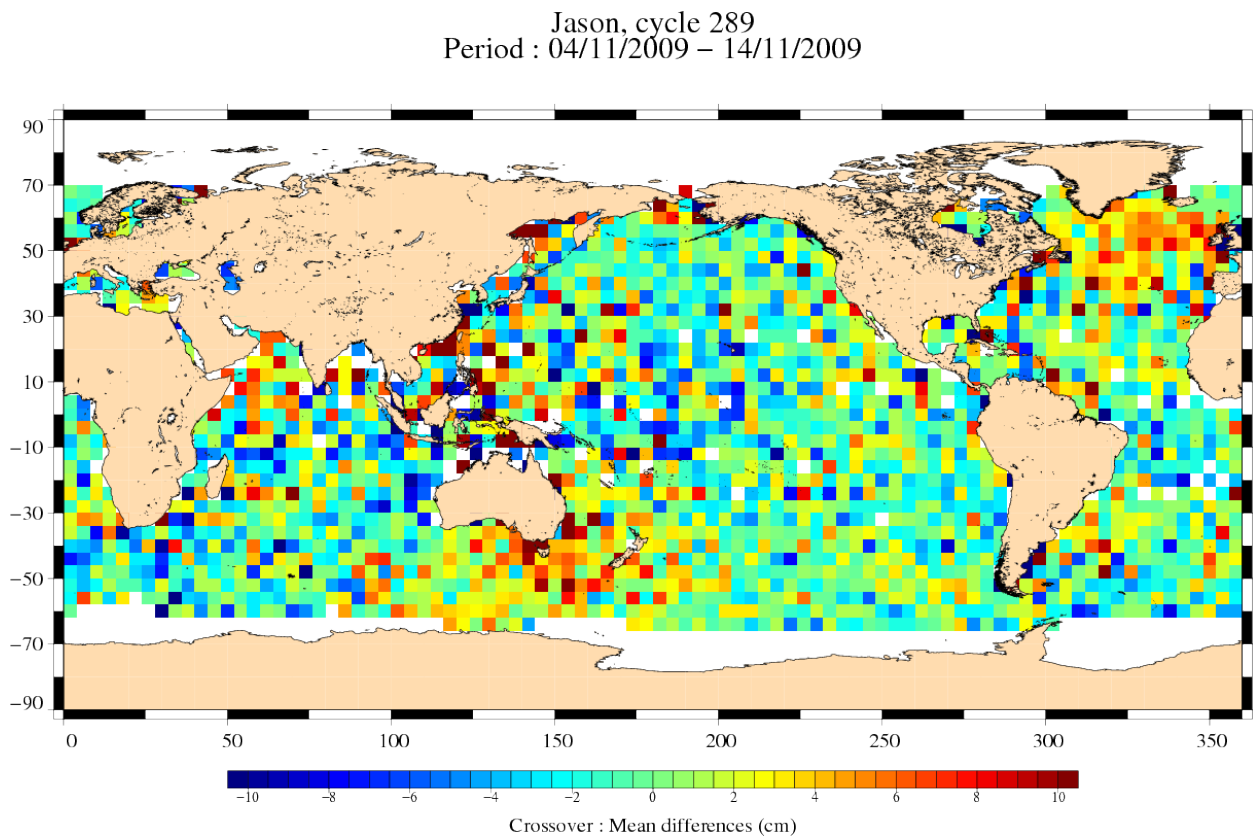 Jason, cycle 289
Period : 04/11/2009 − 14/11/2009
90
70
50
30
10
−10
−30
−50
−70
−90
0 50 100 150 200 250 300 350
−10 −8 −6 −4 −2 0 2 4 6 8 10
Crossover : Mean differences (cm)